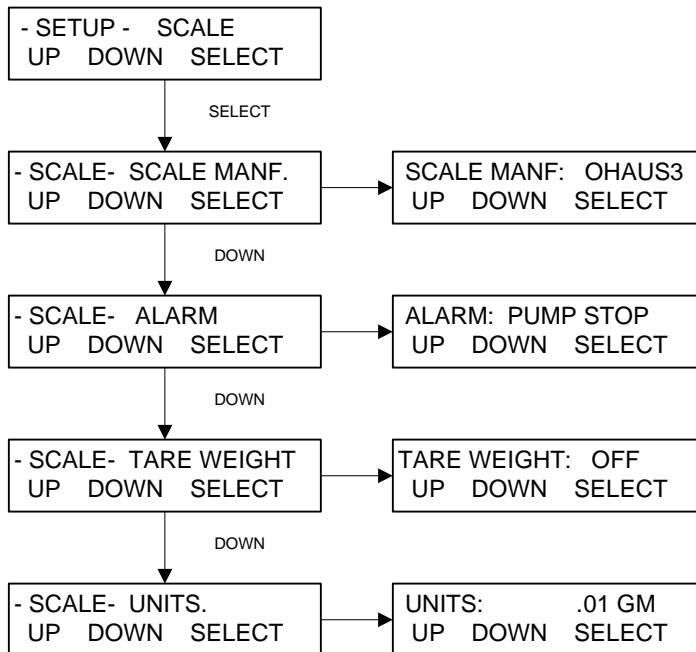 - SETUP - SCALE
UP DOWN SELECT
SELECT
- SCALE- SCALE MANF.
UP DOWN SELECT
SCALE MANF: OHAUS3
UP DOWN SELECT
DOWN
- SCALE- ALARM
UP DOWN SELECT
ALARM: PUMP STOP
UP DOWN SELECT
DOWN
- SCALE- TARE WEIGHT
UP DOWN SELECT
TARE WEIGHT: OFF
UP DOWN SELECT
DOWN
- SCALE- UNITS.
UP DOWN SELECT
UNITS: .01 GM
UP DOWN SELECT